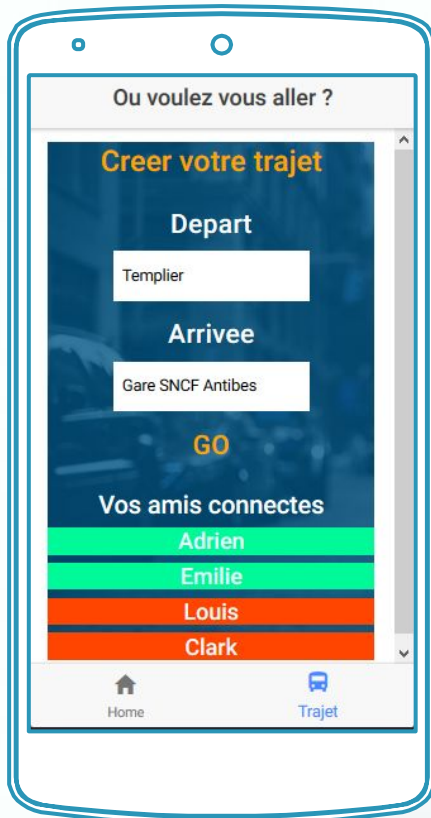 Ou voulez vous aller ?
Creer votre trajet
Depart
Templier
Arrivee
Gare SNCF Antibes
GO
Vos amis connectes
Adrien
Emilie
Louis
Clark
Home
Trajet